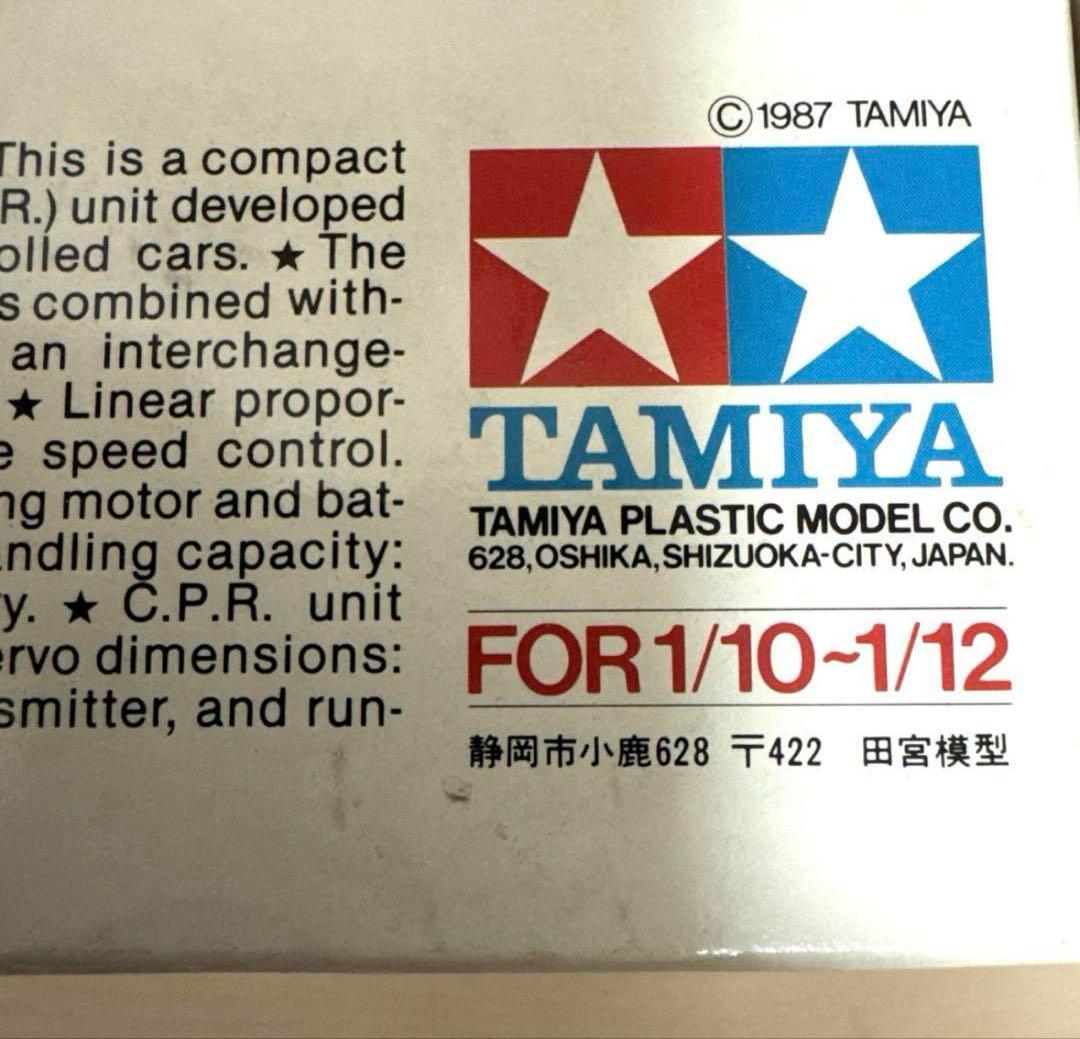 This is a compact
R.) unit developed
olled cars. ★ The
s combined with-
an interchange-
★ Linear propor-
e speed control.
ng motor and bat-
andling capacity:
y. ★ C.P.R. unit
ervo dimensions:
smitter, and run-
©1987 TAMIYA
TAMIYA
TAMIYA PLASTIC MODEL CO.
628,OSHIKA,SHIZUOKA-CITY,JAPAN.
FOR 1/10~1/12
静岡市小鹿628 〒422 田宮模型